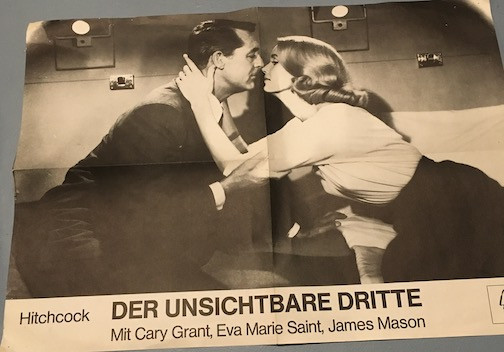 Hitchcock
DER UNSICHTBARE DRITTE
Mit Cary Grant, Eva Marie Saint, James Mason